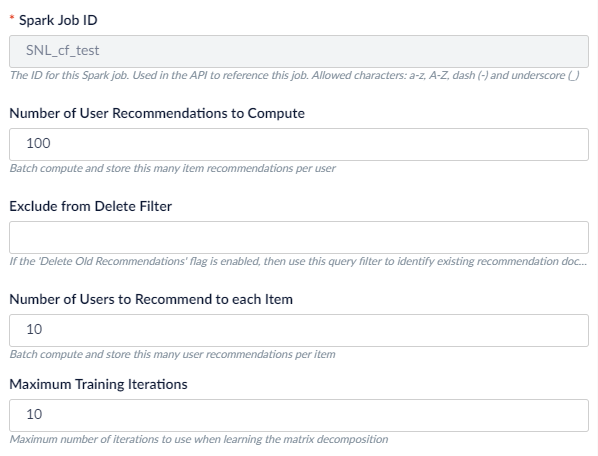 * Spark Job ID
SNL_cf_test
The ID for this Spark job. Used in the API to reference this job. Allowed characters: a-z, A-Z, dash (-) and underscore (_)
Number of User Recommendations to Compute
100
Batch compute and store this many item recommendations per user
Exclude from Delete Filter
If the 'Delete Old Recommendations' flag is enabled, then use this query filter to identify existing recommendation doc...
Number of Users to Recommend to each Item
10
Batch compute and store this many user recommendations per item
Maximum Training Iterations
10
Maximum number of iterations to use when learning the matrix decomposition